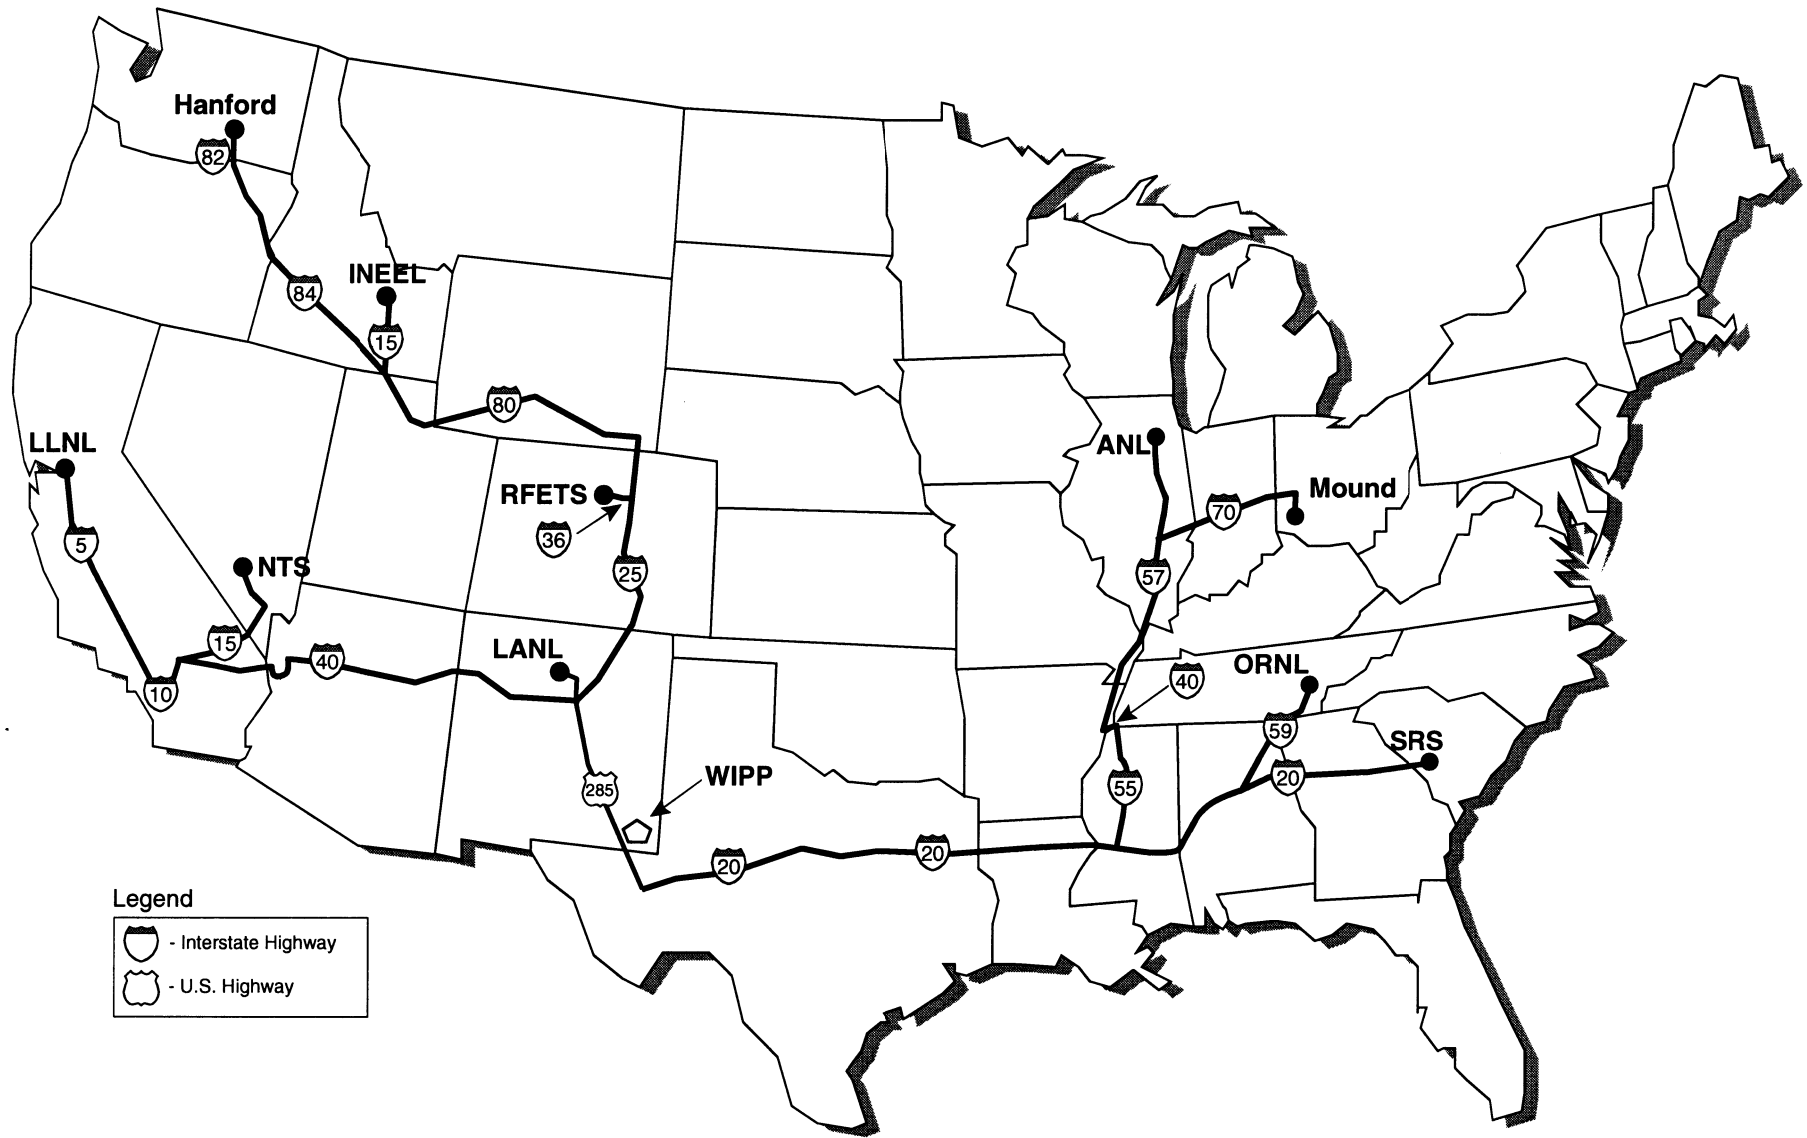 Hanford
82
INEEL
84
15
80
LLNL
ANL
RFETS
Mound
70
36
5
NTS
25
57
15
LANL
40
ORNL
40
10
59
SRS
WIPP
20
285
55
20
20
Legend
- Interstate Highway
- U.S. Highway